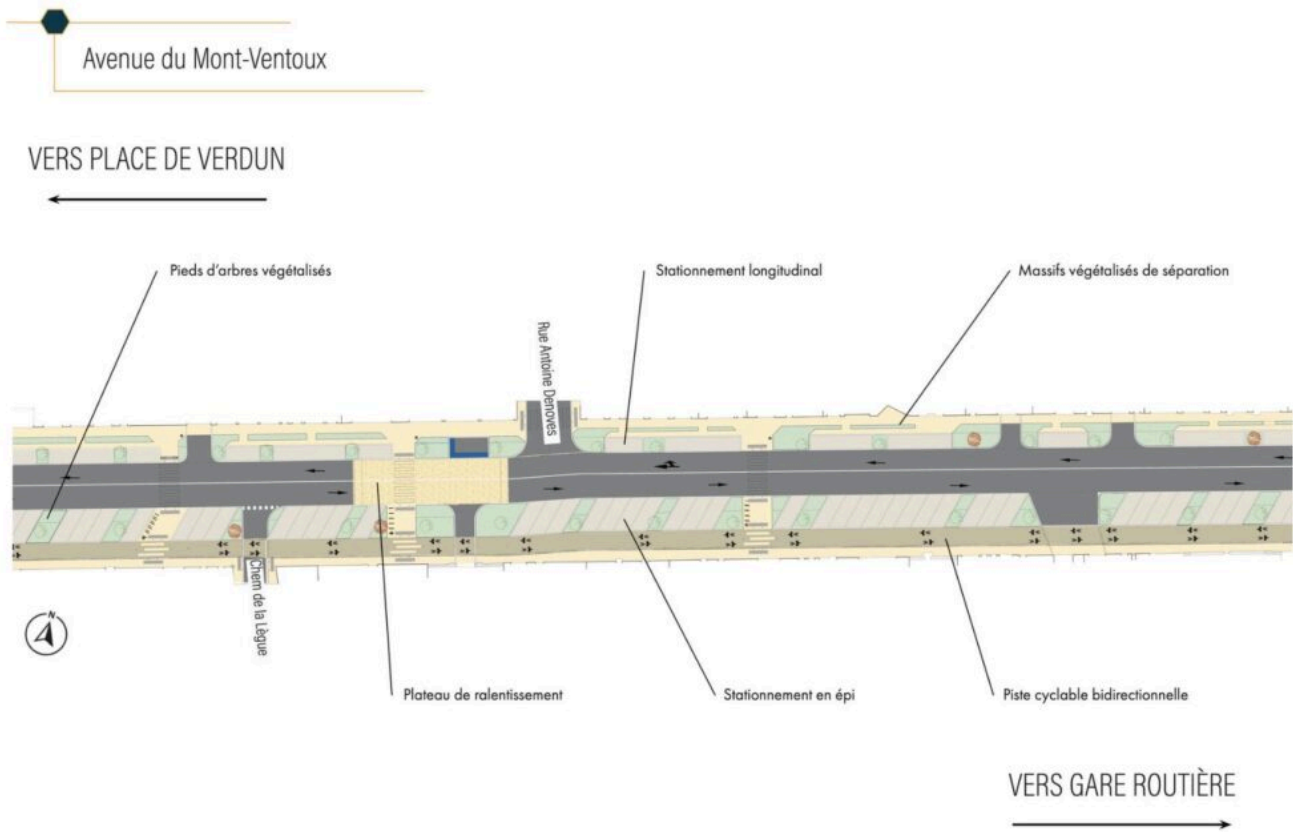 Avenue du Mont-Ventoux
VERS PLACE DE VERDUN
Pieds d'arbres végétalisés
Stationnement longitudinal
Massifs végétalisés de séparation
Rue Antoine Denoves
Chem de la Lègue
N
Plateau de ralentissement
Stationnement en épi
Piste cyclable bidirectionnelle
VERS GARE ROUTIÈRE